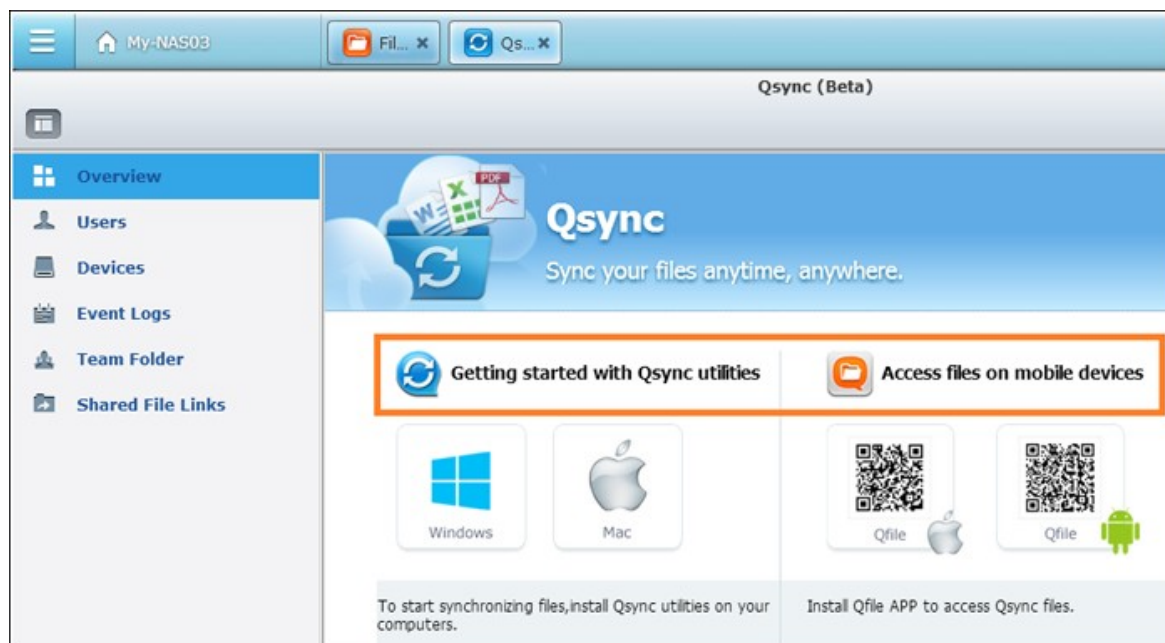 My-NAS03
Fil...
Qs...
Qsync (Beta)
Overview
Users
Devices
Event Logs
Team Folder
Shared File Links
W
X
PDF
Qsync
Sync your files anytime, anywhere.
Getting started with Qsync utilities
Access files on mobile devices
Windows
Mac
Qfile
Qfile
To start synchronizing files,install Qsync utilities on your
computers.
Install Qfile APP to access Qsync files.